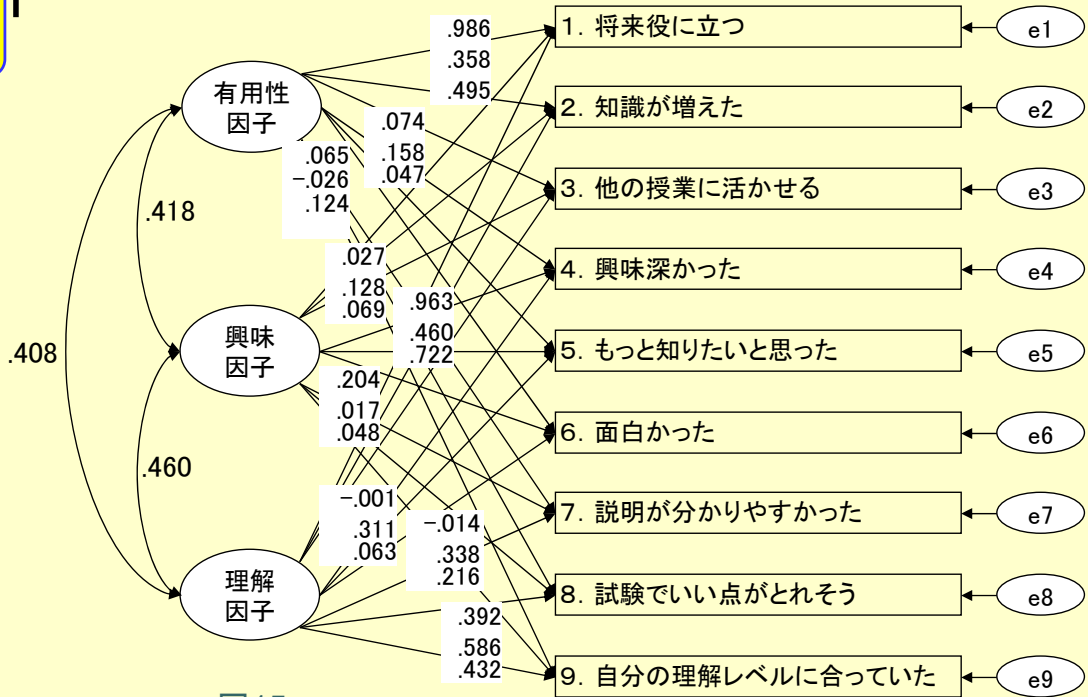 .986
.358
.495
1. 将来役に立つ
e1
有用性
因子
2. 知識が増えた
e2
.074
.158
.047
.065
-.026
.124
3. 他の授業に活かせる
e3
.418
.027
.128
.069
4. 興味深かった
e4
.963
.460
.722
興味
因子
.408
5. もっと知りたいと思った
e5
.204
.017
.048
6. 面白かった
e6
.460
-.001
.311
.063
-.014
.338
.216
7. 説明が分かりやすかった
e7
理解
因子
8. 試験でいい点がとれそう
e8
.392
.586
.432
9. 自分の理解レベルに合っていた
e9